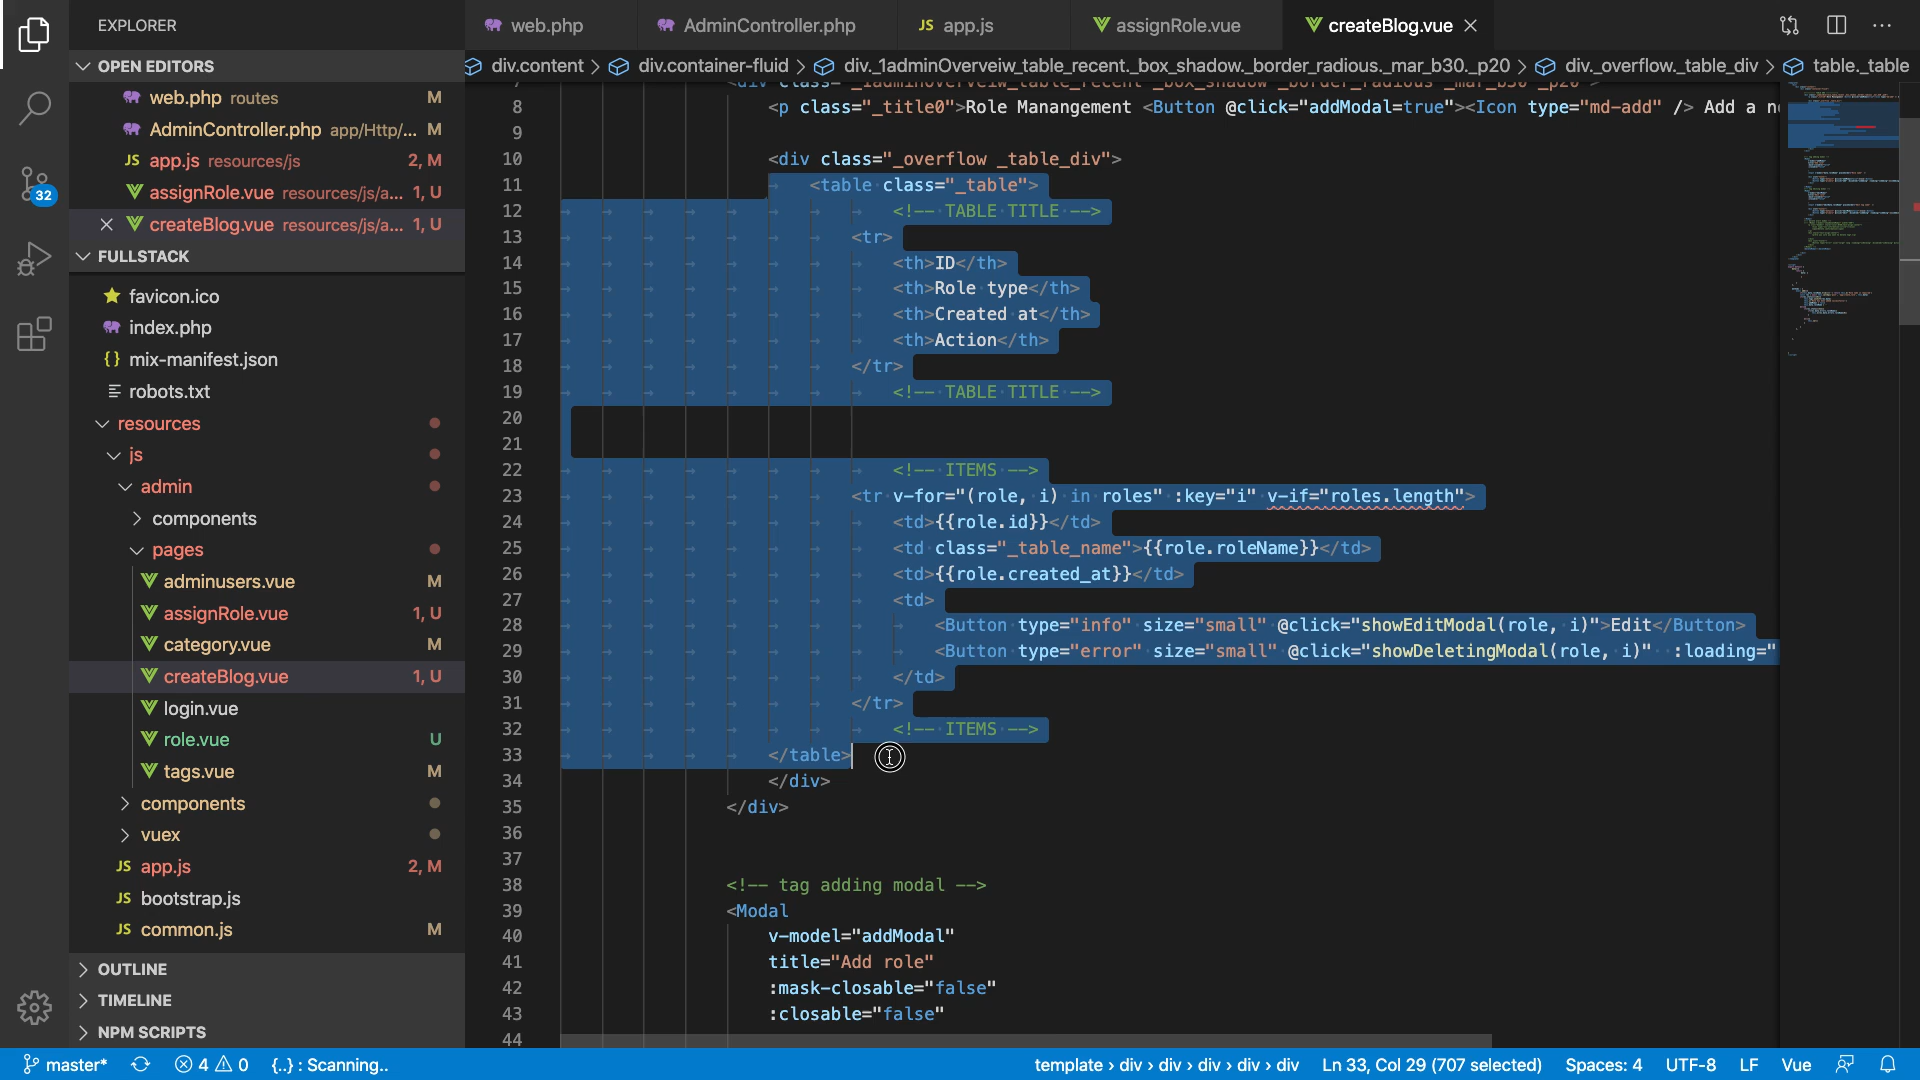 EXPLORER
OPEN EDITORS
web.php routes M
AdminController.php app/Http/... M
app.js resources/js 2, M
assignRole.vue resources/js/a... 1, U
createBlog.vue resources/js/a... 1, U
FULLSTACK
favicon.ico
index.php
mix-manifest.json
robots.txt
resources
js
admin
components
pages
adminusers.vue M
assignRole.vue 1, U
category.vue M
createBlog.vue 1, U
login.vue
role.vue U
tags.vue M
components
vuex
app.js 2, M
bootstrap.js
common.js M
OUTLINE
TIMELINE
NPM SCRIPTS
32
web.php AdminController.php JS app.js assignRole.vue createBlog.vue
div.content > div.container-fluid > div._1adminOverveiw_table_recent._box_shadow._border_radious._mar_b30._p20 > div._overflow._table_div > table._table
7 <div class="_1adminOverveiw_table_recent _box_shadow _border_radious _mar_b30 _p20">
8 <p class="_title0">Role Manangement <Button @click="addModal=true"><Icon type="md-add" /> Add a
9
10 <div class="_overflow _table_div">
11 <table class="_table">
12 <!-- TABLE TITLE -->
13 <tr>
14 <th>ID</th>
15 <th>Role type</th>
16 <th>Created at</th>
17 <th>Action</th>
18 </tr>
19 <!-- TABLE TITLE -->
20
21
22 <!-- ITEMS -->
23 <tr v-for="(role, i) in roles" :key="i" v-if="roles.length">
24 <td>{{role.id}}</td>
25 <td class="_table_name">{{role.roleName}}</td>
26 <td>{{role.created_at}}</td>
27 <td>
28 <Button type="info" size="small" @click="showEditModal(role, i)">Edit</Button>
29 <Button type="error" size="small" @click="showDeletingModal(role, i)" :loading="
30 </td>
31 </tr>
32 <!-- ITEMS -->
33 </table>
34 </div>
35 </div>
36
37
38 <!-- tag adding modal -->
39 <Modal
40 v-model="addModal"
41 title="Add role"
42 :mask-closable="false"
43 :closable="false"
44
master* 4 0 {..} : Scanning.. template > div > div > div > div > div Ln 33, Col 29 (707 selected) Spaces: 4 UTF-8 LF Vue